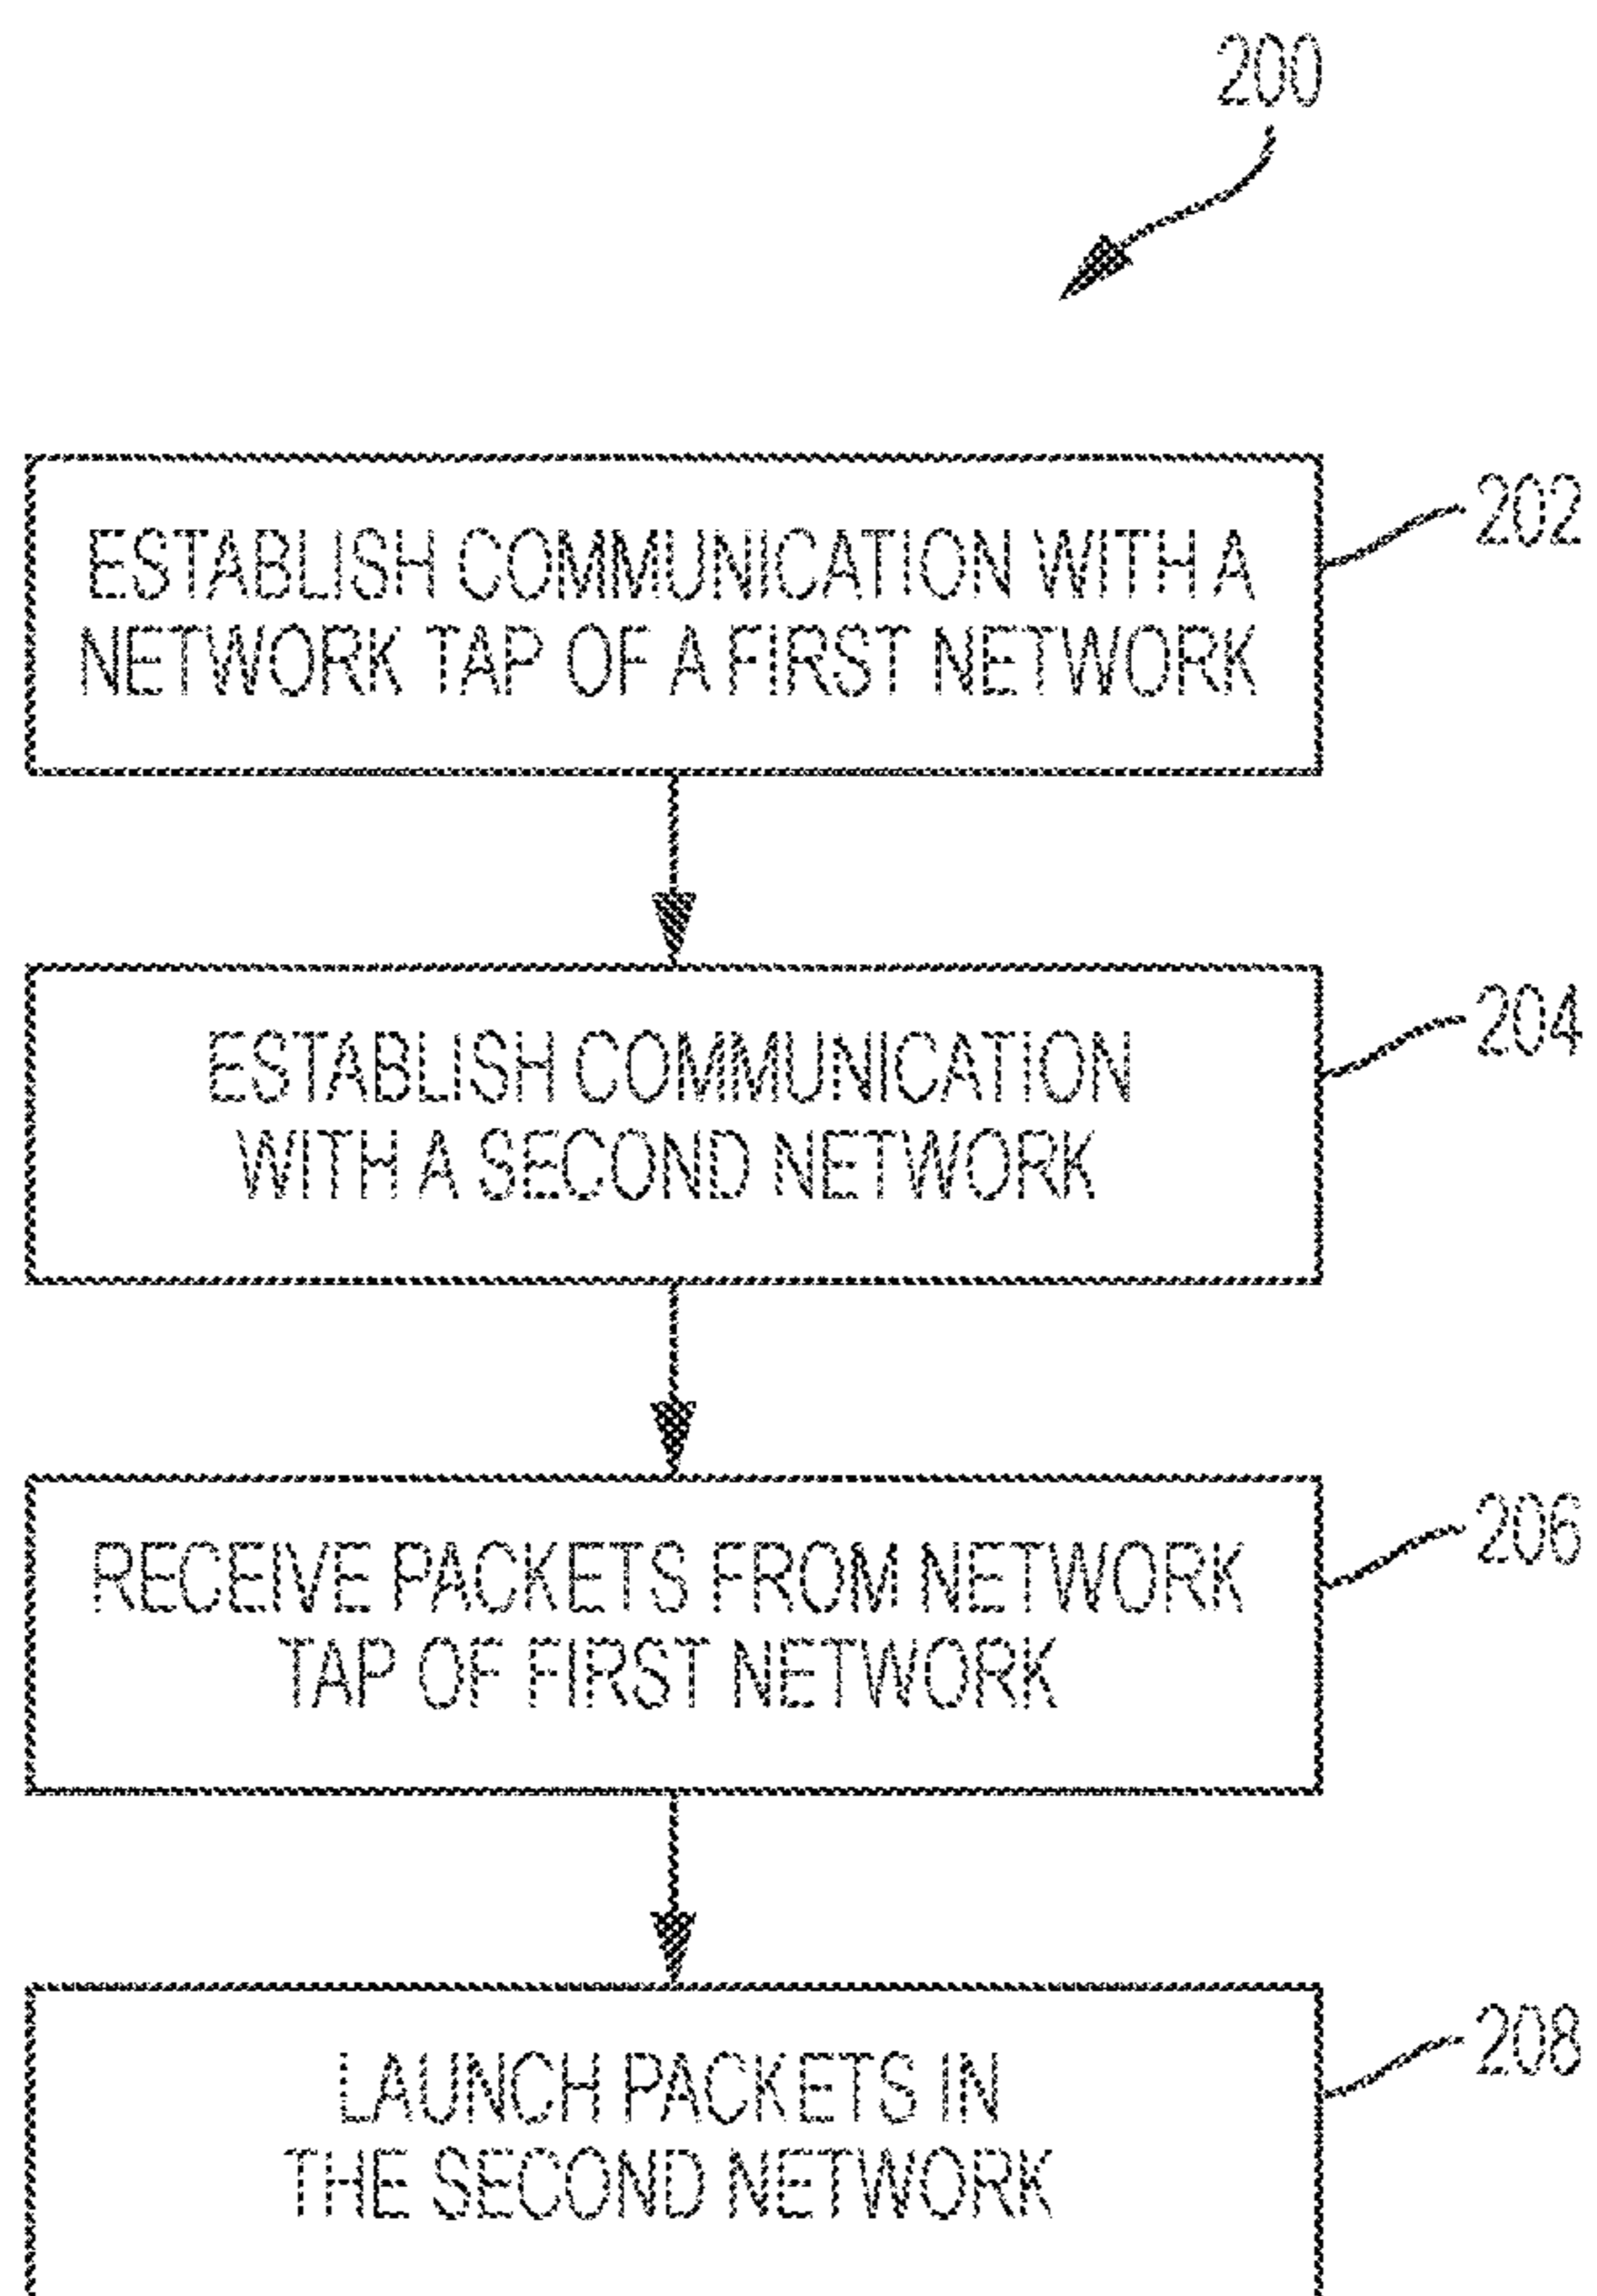 200
ESTABLISH COMMUNICATION WITH A
NETWORK TAP OF A FIRST NETWORK
202
ESTABLISH COMMUNICATION
WITH A SECOND NETWORK
204
RECEIVE PACKETS FROM NETWORK
TAP OF FIRST NETWORK
206
LAUNCH PACKETS IN
THE SECOND NETWORK
208